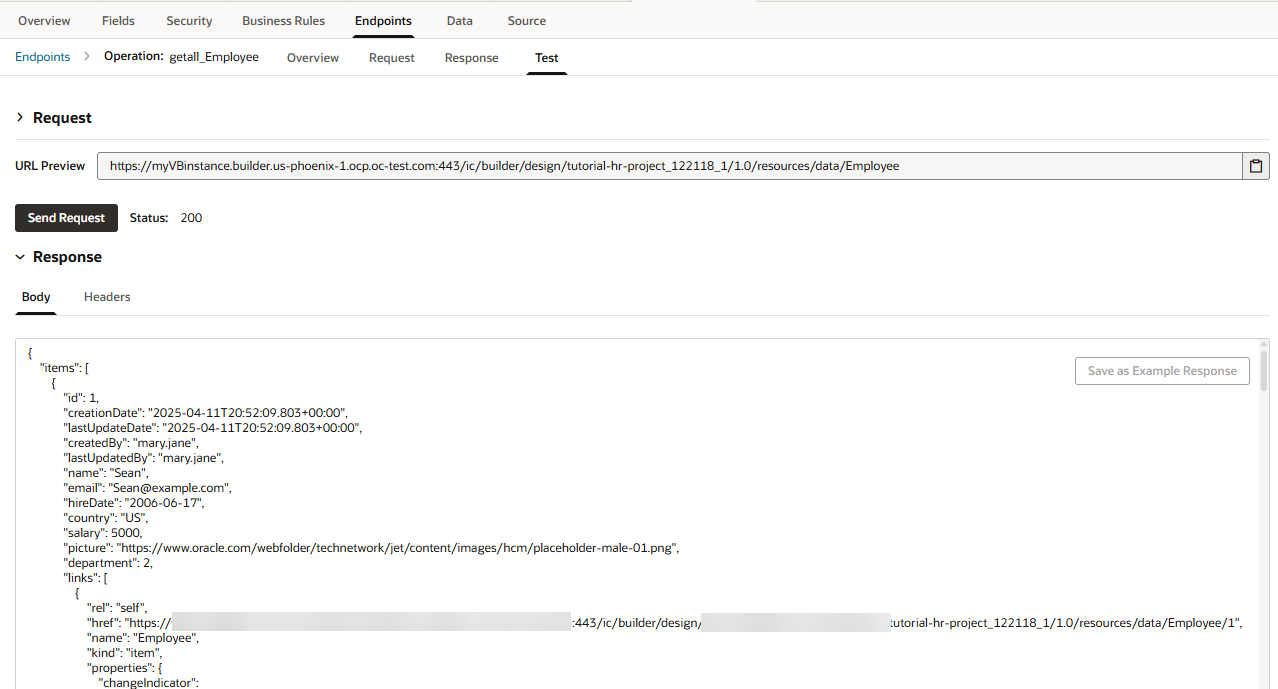 Overview Fields Security Business Rules Endpoints Data Source
Endpoints > Operation: getall_Employee Overview Request Response Test
Request
URL Preview https://myVBinstance.builder.us-phoenix-1.ocp.oc-test.com:443/ic/builder/design/tutorial-hr-project_122118_1/1.0/resources/data/Employee
Send Request Status: 200
Response
Body Headers
{
"items": [
Save as Example Response
{
"id": 1,
"creationDate": "2025-04-11T20:52:09.803+00:00",
"lastUpdateDate": "2025-04-11T20:52:09.803+00:00",
"createdBy": "mary.jane",
"lastUpdatedBy": "mary.jane",
"name": "Sean",
"email": "Sean@example.com",
"hireDate": "2006-06-17",
"country": "US",
"salary": 5000,
"picture": "https://www.oracle.com/webfolder/technetwork/jet/content/images/hcm/placeholder-male-01.png",
"department": 2,
"links": [
{
"rel": "self",
"href": "https:// :443/ic/builder/design/ tutorial-hr-project_122118_1/1.0/resources/data/Employee/1",
"name": "Employee",
"kind": "item",
"properties": {
"changeIndicator":